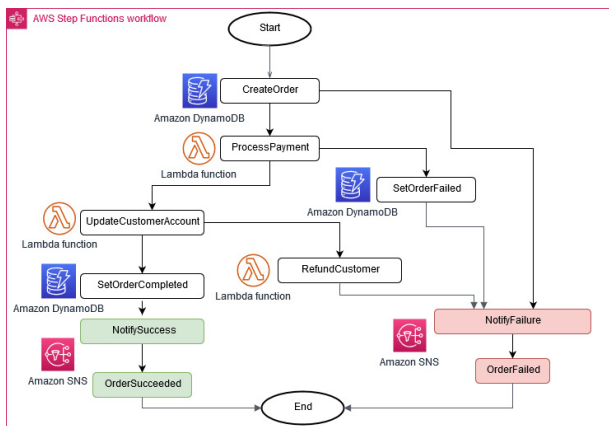 AWS Step Functions workflow
Start
CreateOrder
Amazon DynamoDB
ProcessPayment
Lambda function
SetOrderFailed
Amazon DynamoDB
UpdateCustomerAccount
Lambda function
RefundCustomer
Lambda function
SetOrderCompleted
Amazon DynamoDB
NotifySuccess
Amazon SNS
NotifyFailure
Amazon SNS
OrderSucceeded
OrderFailed
End